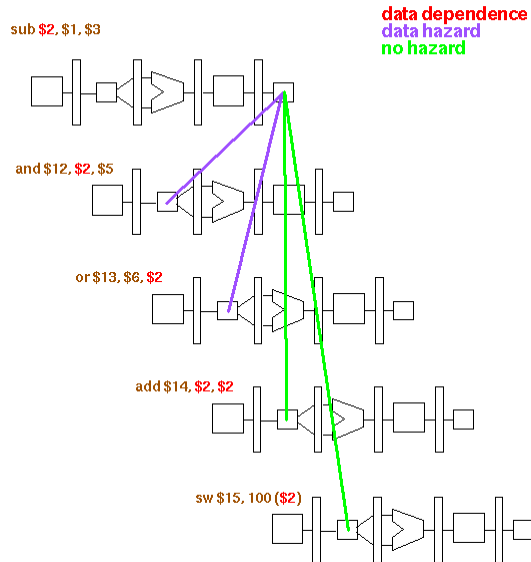 data dependence
data hazard
no hazard
sub $2, $1, $3
and $12, $2, $5
or $13, $6, $2
add $14, $2, $2
sw $15, 100 ($2)